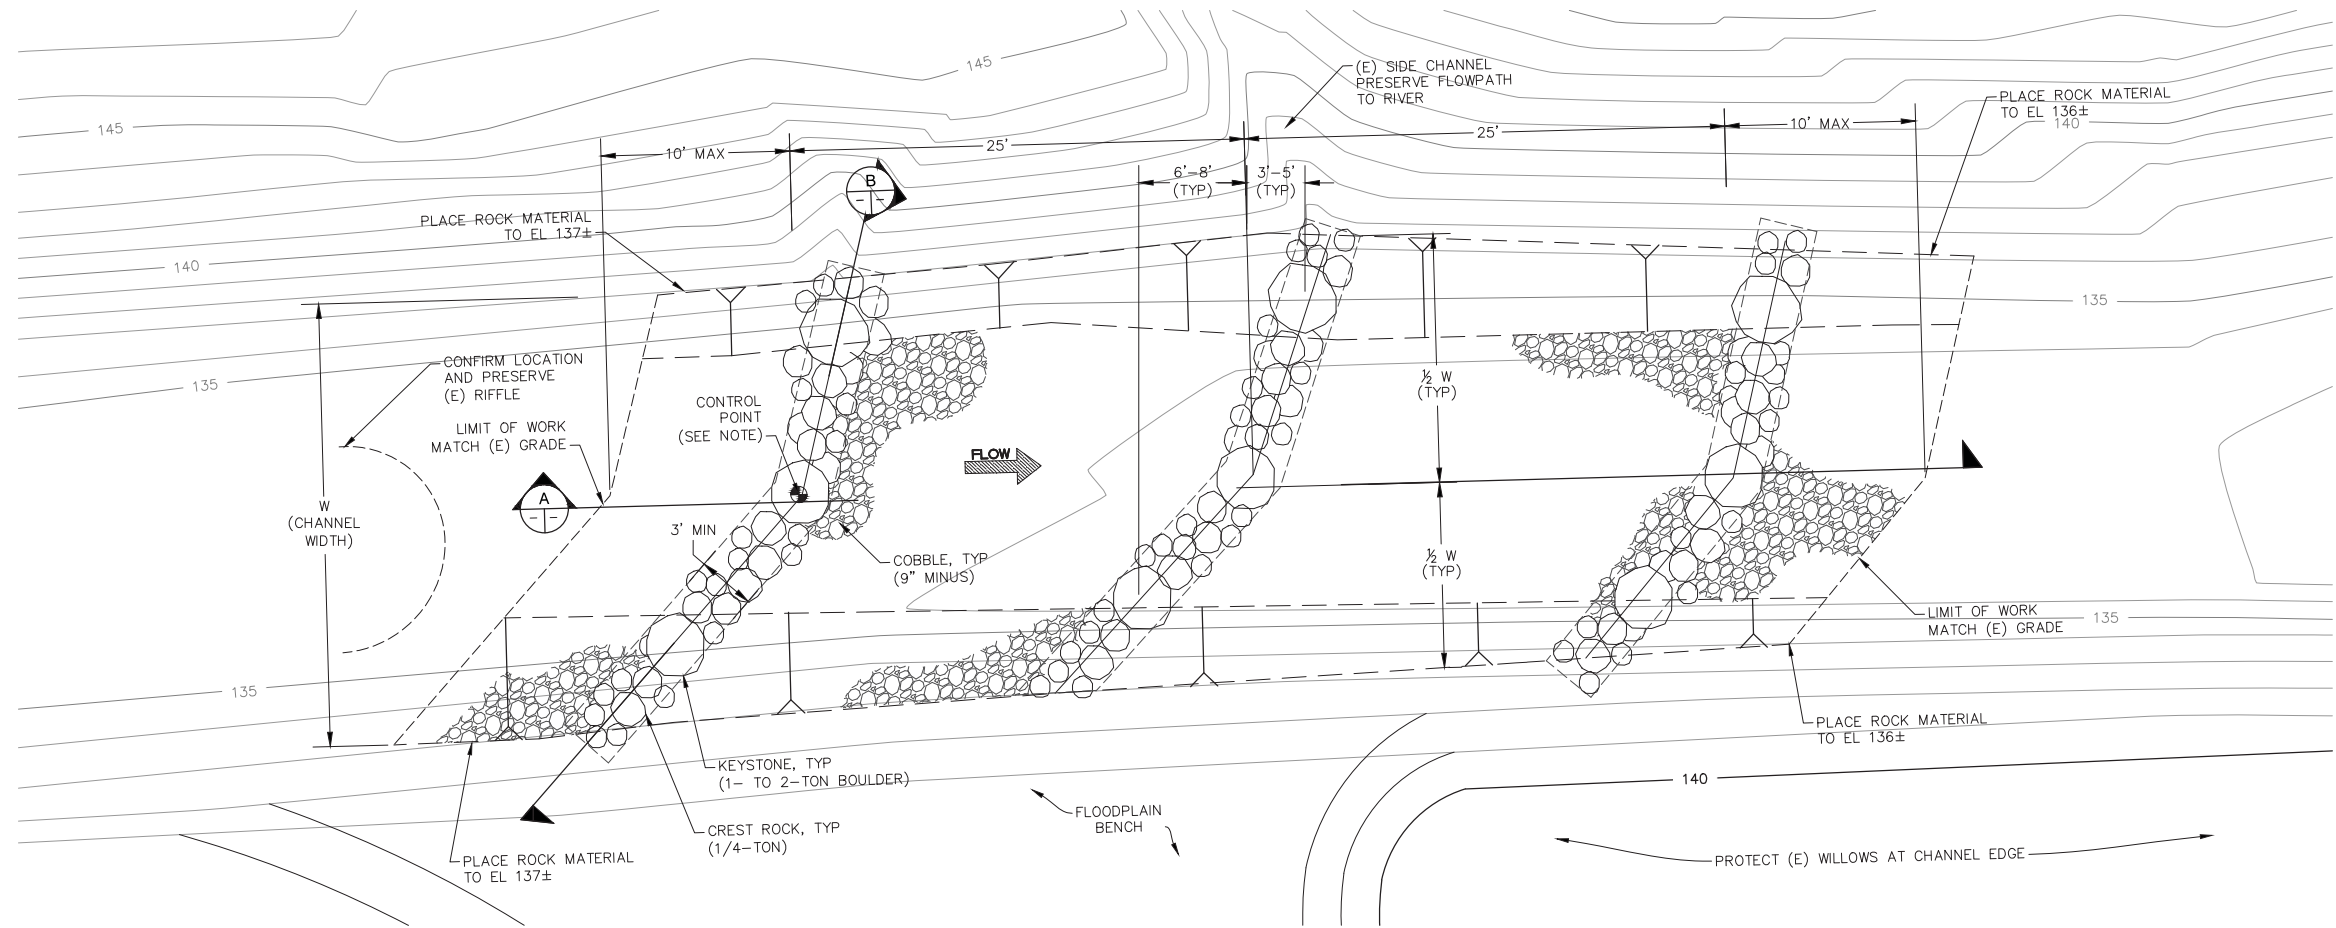 145
145
(E) SIDE CHANNEL
PRESERVE FLOWPATH
TO RIVER
PLACE ROCK MATERIAL
TO EL 136±
140
10' MAX
25'
25'
10' MAX
6'-8"
(TYP)
3'-5'
(TYP)
B
--
PLACE ROCK MATERIAL
TO EL 137±
140
135
135
CONFIRM LOCATION
AND PRESERVE
(E) RIFFLE
CONTROL
POINT
(SEE NOTE)
LIMIT OF WORK
MATCH (E) GRADE
½ W
(TYP)
FLOW
A
--
W
(CHANNEL
WIDTH)
3' MIN
COBBLE, TYP
(9" MINUS)
½ W
(TYP)
LIMIT OF WORK
MATCH (E) GRADE
135
135
PLACE ROCK MATERIAL
TO EL 136±
KEYSTONE, TYP
(1- TO 2-TON BOULDER)
140
CREST ROCK, TYP
(1/4-TON)
FLOODPLAIN
BENCH
PLACE ROCK MATERIAL
TO EL 137±
PROTECT (E) WILLOWS AT CHANNEL EDGE